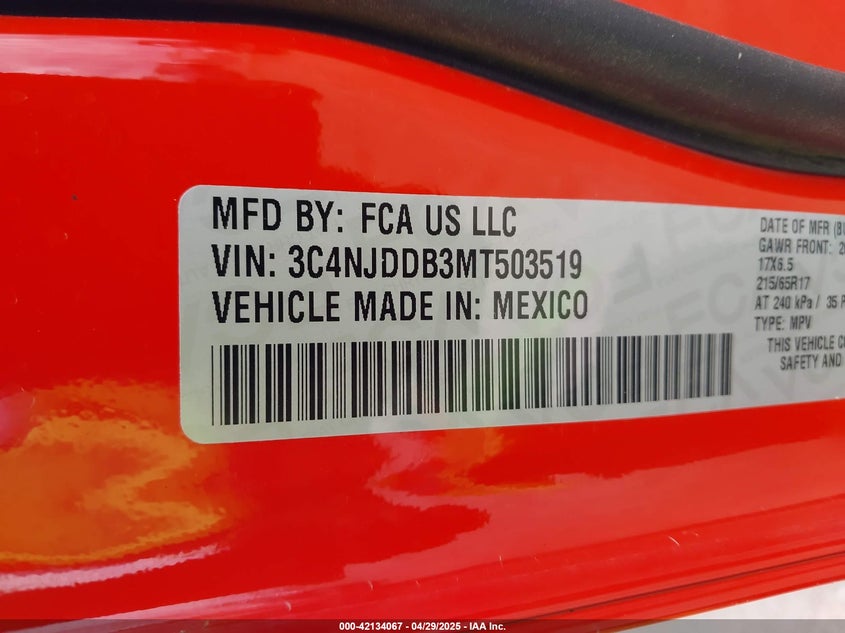 MFD BY: FCA US LLC
VIN: 3C4NJDDB3MT503519
VEHICLE MADE IN: MEXICO
DATE OF MFR
GAWR FRONT:
17X6.5
215/65R17
AT 240 kPa / 35
TYPE: MPV
THIS VEHICLE
SAFETY AND
000-42134067 - 04/29/2025 - IAA Inc.